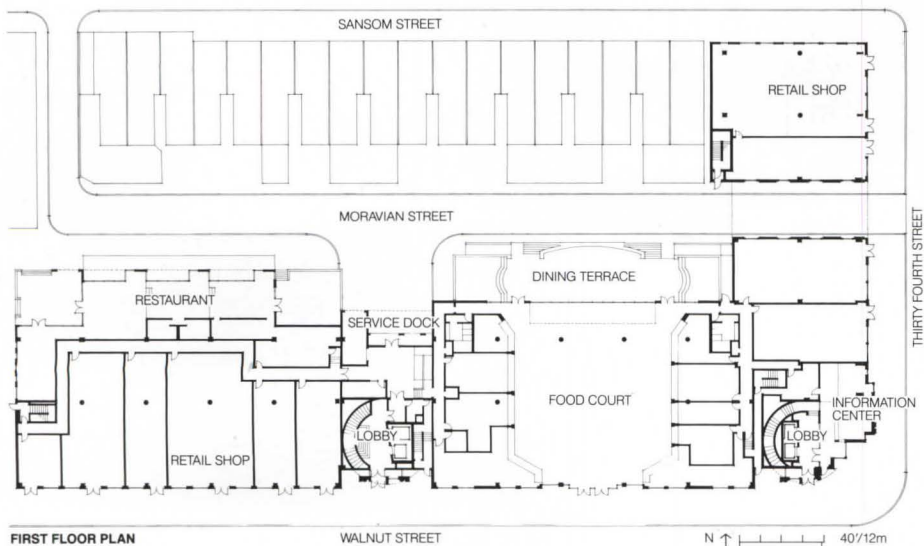 SANSOM STREET
RETAIL SHOP
MORAVIAN STREET
THIRTY FOURTH STREET
DINING TERRACE
RESTAURANT
SERVICE DOCK
FOOD COURT
INFORMATION
CENTER
LOBBY
LOBBY
RETAIL SHOP
FIRST FLOOR PLAN
WALNUT STREET
N
40'/12m